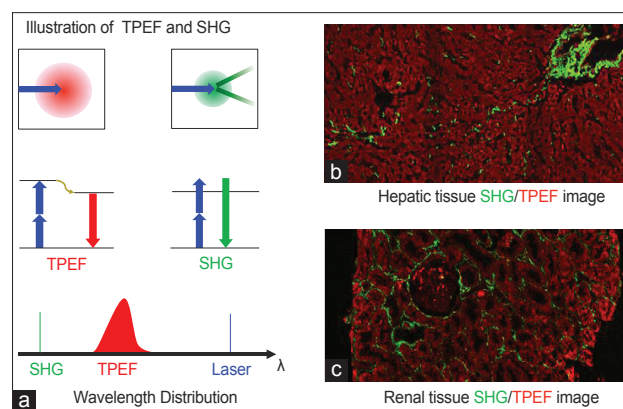 Illustration of TPEF and SHG
TPEF
SHG
SHG
TPEF
Laser
λ
a
Wavelength Distribution
b
Hepatic tissue SHG/TPEF image
c
Renal tissue SHG/TPEF image